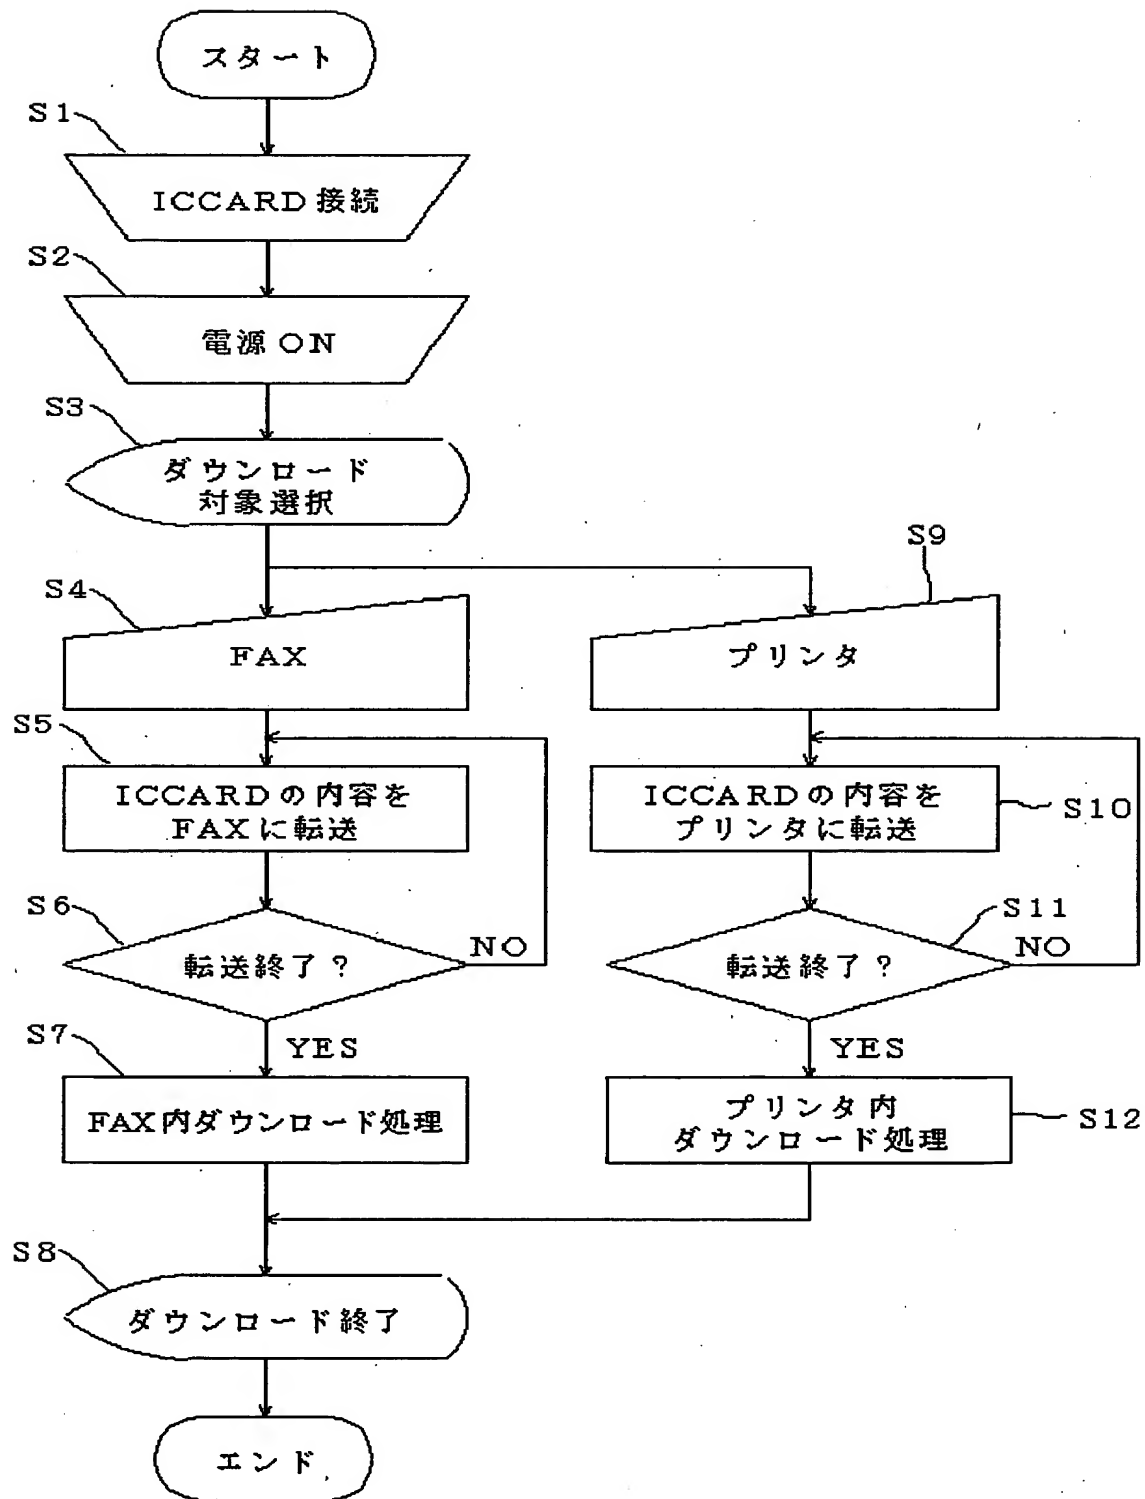 スタート
S1
ICCARD接続
S2
電源ON
S3
ダウンロード
対象選択
S4
FAX
S9
プリンタ
S5
ICCARDの内容を
FAXに転送
ICCARDの内容を
プリンタに転送
S10
S6
転送終了?
NO
S11
転送終了?
NO
YES
YES
S7
FAX内ダウンロード処理
プリンタ内
ダウンロード処理
S12
S8
ダウンロード終了
エンド